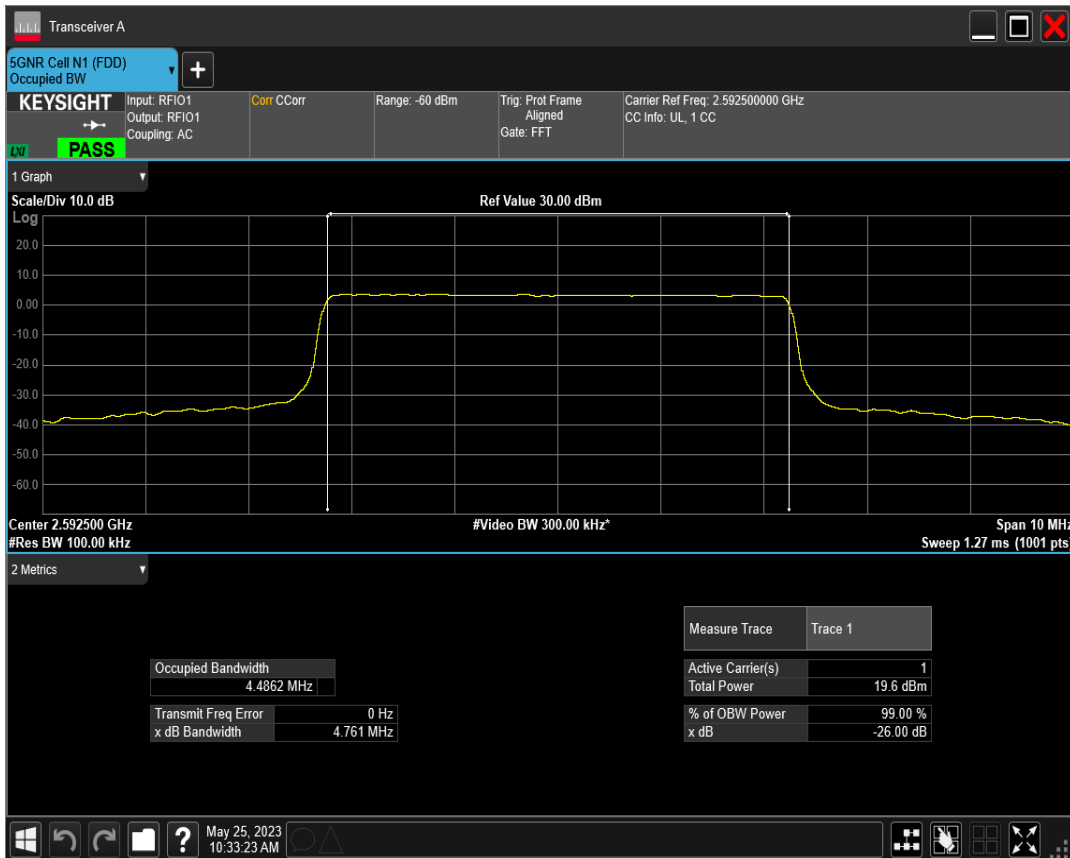 Transceiver A
5GNR Cell N1 (FDD)
Occupied BW
+
KEYSIGHT
LXI
PASS
Input: RFIO1
Output: RFIO1
Coupling: AC
Corr CCorr
Range: -60 dBm
Trig: Prot Frame
Aligned
Gate: FFT
Carrier Ref Freq: 2.592500000 GHz
CC Info: UL, 1 CC
1 Graph
Scale/Div 10.0 dB
Ref Value 30.00 dBm
Log
20.0
10.0
0.00
-10.0
-20.0
-30.0
-40.0
-50.0
-60.0
Center 2.592500 GHz
#Video BW 300.00 kHz*
Span 10 MHz
#Res BW 100.00 kHz
Sweep 1.27 ms (1001 pts)
2 Metrics
Measure Trace Trace 1
Occupied Bandwidth
4.4862 MHz
Active Carrier(s) 1
Total Power 19.6 dBm
Transmit Freq Error 0 Hz
x dB Bandwidth 4.761 MHz
% of OBW Power 99.00 %
x dB -26.00 dB
?
May 25, 2023
10:33:23 AM